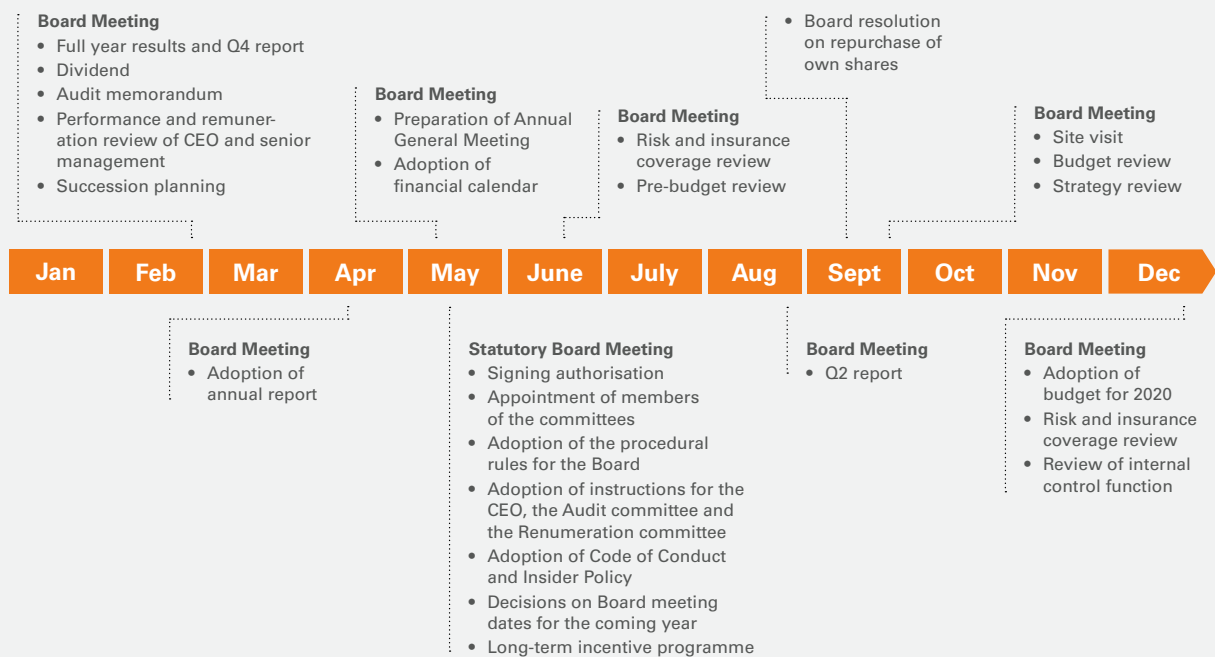 Board Meeting
• Full year results and Q4 report
• Dividend
• Audit memorandum
• Performance and remuner-
ation review of CEO and senior
management
• Succession planning
Board Meeting
• Preparation of Annual
General Meeting
• Adoption of
financial calendar
Board Meeting
• Risk and insurance
coverage review
• Pre-budget review
• Board resolution
on repurchase of
own shares
Board Meeting
• Site visit
• Budget review
• Strategy review
Jan Feb Mar Apr May June July Aug Sept Oct Nov Dec
Board Meeting
• Adoption of
annual report
Statutory Board Meeting
• Signing authorisation
• Appointment of members
of the committees
• Adoption of the procedural
rules for the Board
• Adoption of instructions for the
CEO, the Audit committee and
the Renumeration committee
• Adoption of Code of Conduct
and Insider Policy
• Decisions on Board meeting
dates for the coming year
• Long-term incentive programme
Board Meeting
• Q2 report
Board Meeting
• Adoption of
budget for 2020
• Risk and insurance
coverage review
• Review of internal
control function